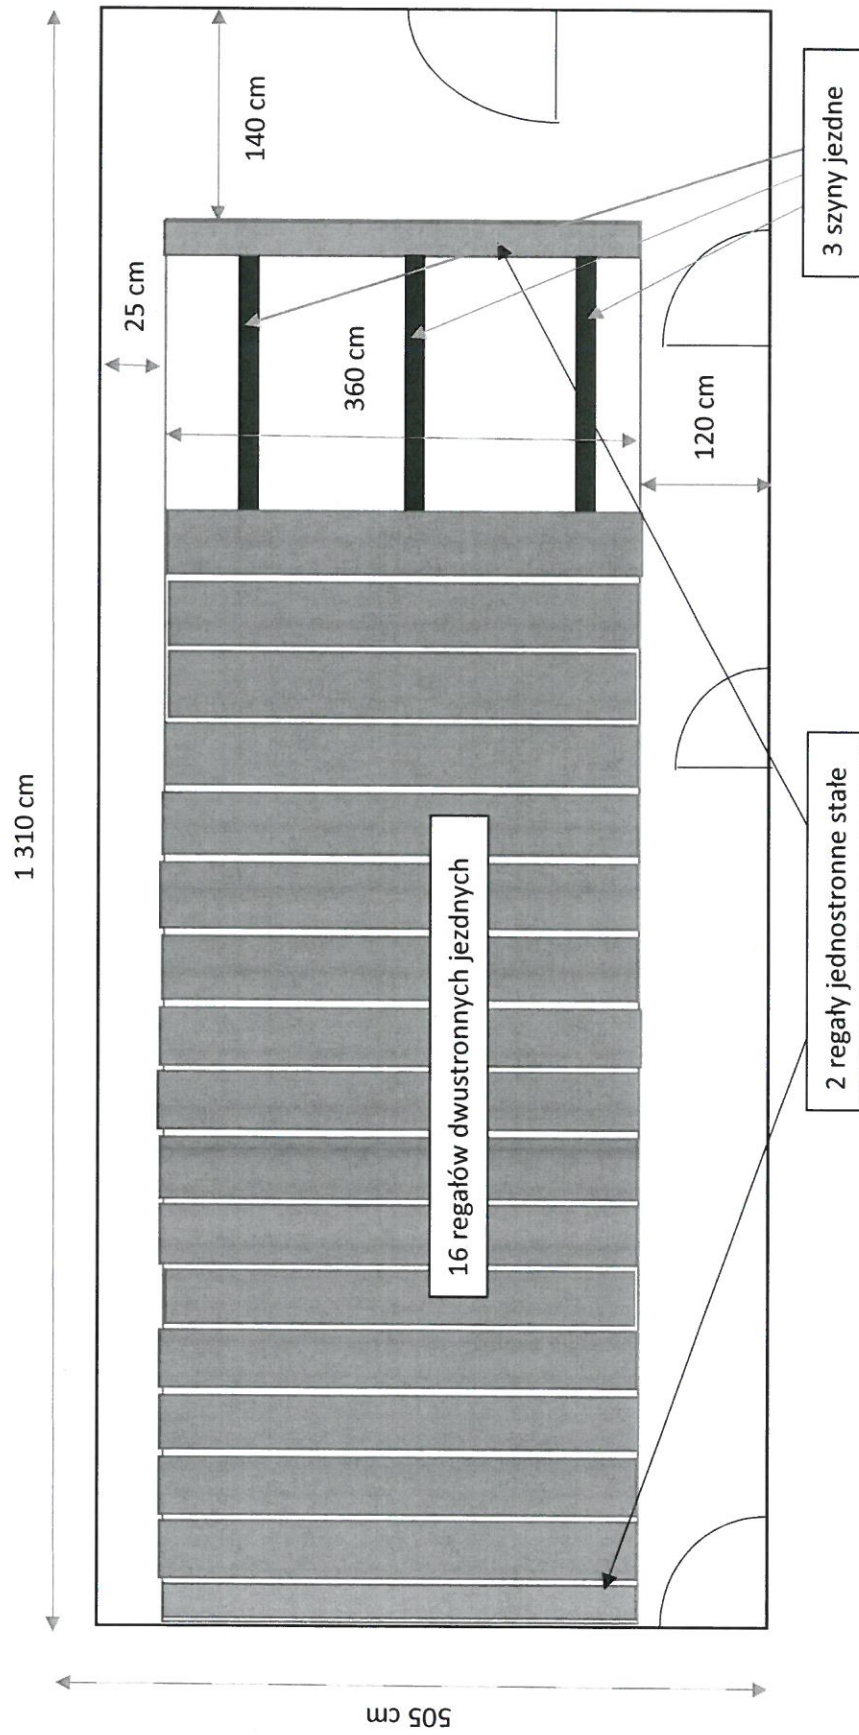 1 310 cm
505 cm
25 cm
140 cm
360 cm
120 cm
16 regałów dwustronnych jezdnych
2 regały jednostronne stałe
3 szyny jezdne